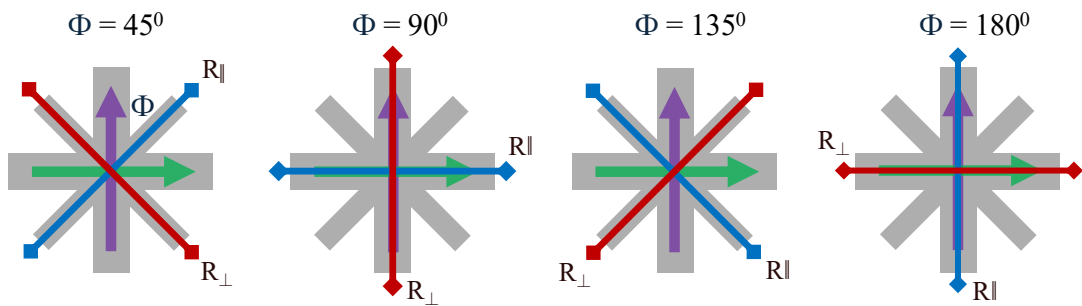 Φ = 45⁰
Φ = 90⁰
Φ = 135⁰
Φ = 180⁰
R∥
Φ
R⊥
R∥
R⊥
R⊥
R∥
R⊥
R∥